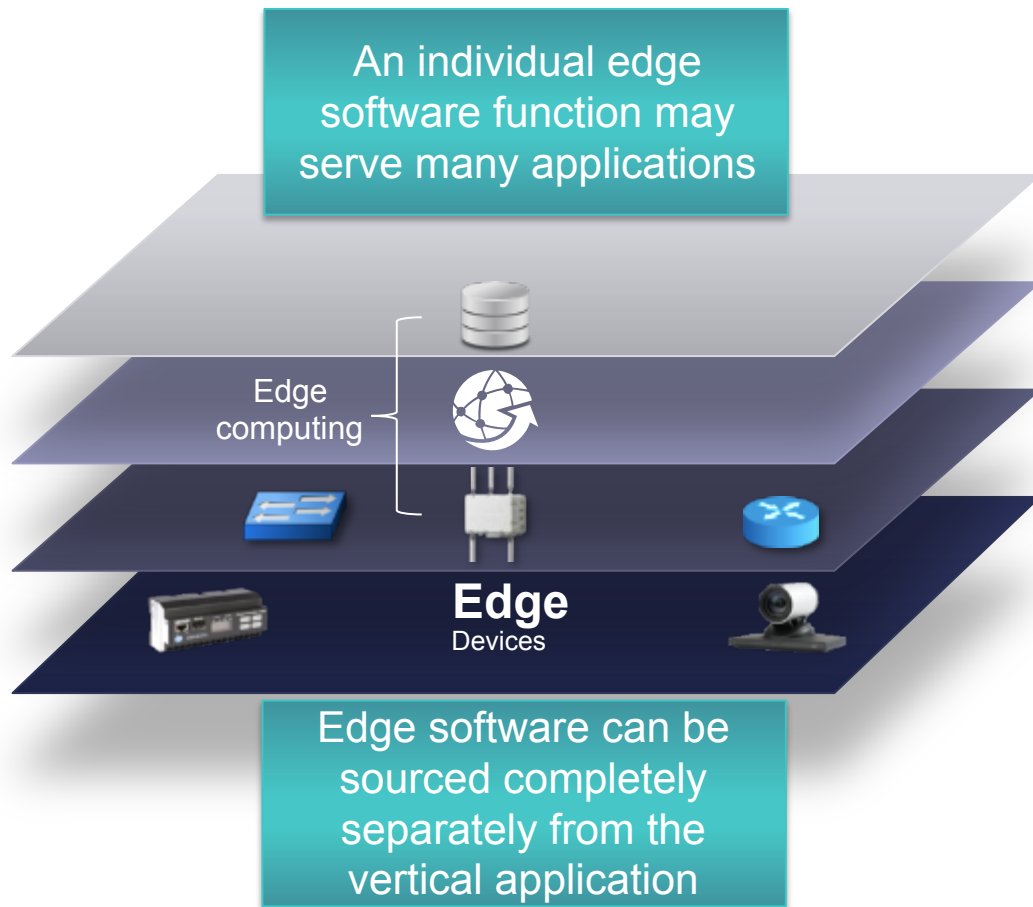 An individual edge
software function may
serve many applications
Edge
computing
Edge
Devices
Edge software can be
sourced completely
separately from the
vertical application